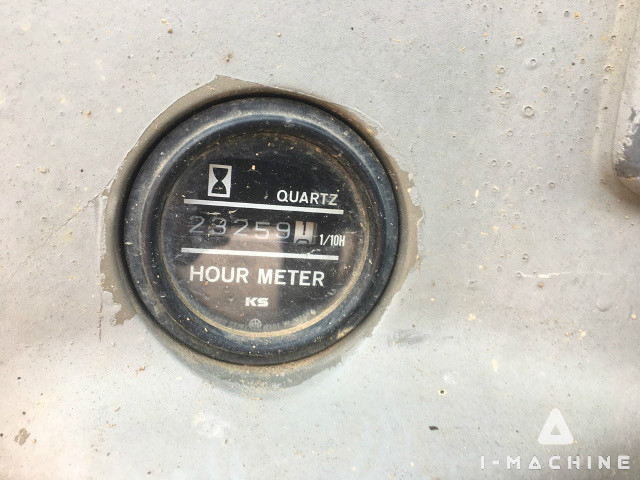 QUARTZ
23259 1/10H
HOUR METER
KS
I-MACHINE